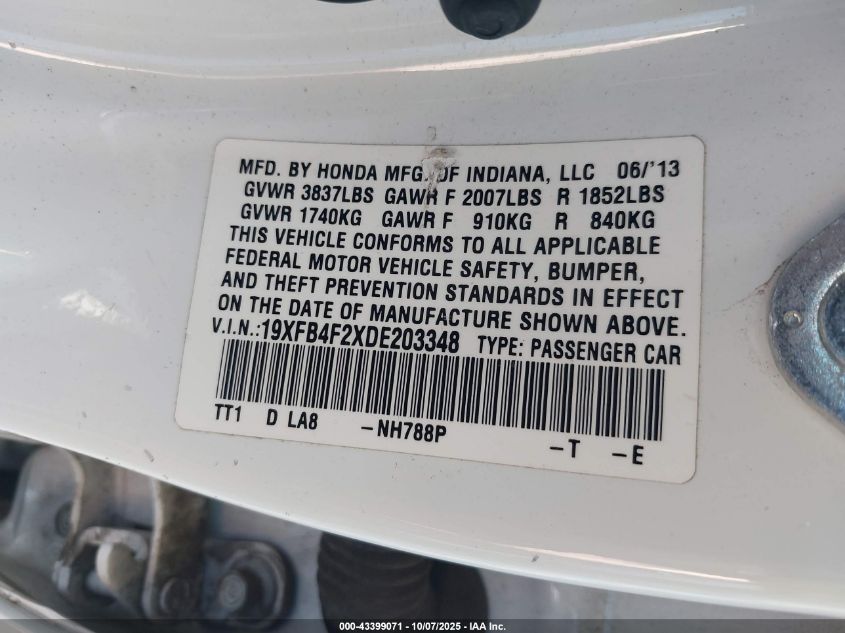 MFD. BY HONDA MFG. OF INDIANA, LLC 06/'13
GVWR 3837LBS GAWR F 2007LBS R 1852LBS
GVWR 1740KG GAWR F 910KG R 840KG
THIS VEHICLE CONFORMS TO ALL APPLICABLE
FEDERAL MOTOR VEHICLE SAFETY, BUMPER,
AND THEFT PREVENTION STANDARDS IN EFFECT
ON THE DATE OF MANUFACTURE SHOWN ABOVE.
V.I.N.:19XFB4F2XDE203348 TYPE: PASSENGER CAR
TT1 D LA8 -NH788P -T -E
000-43399071 - 10/07/2025 - IAA Inc.